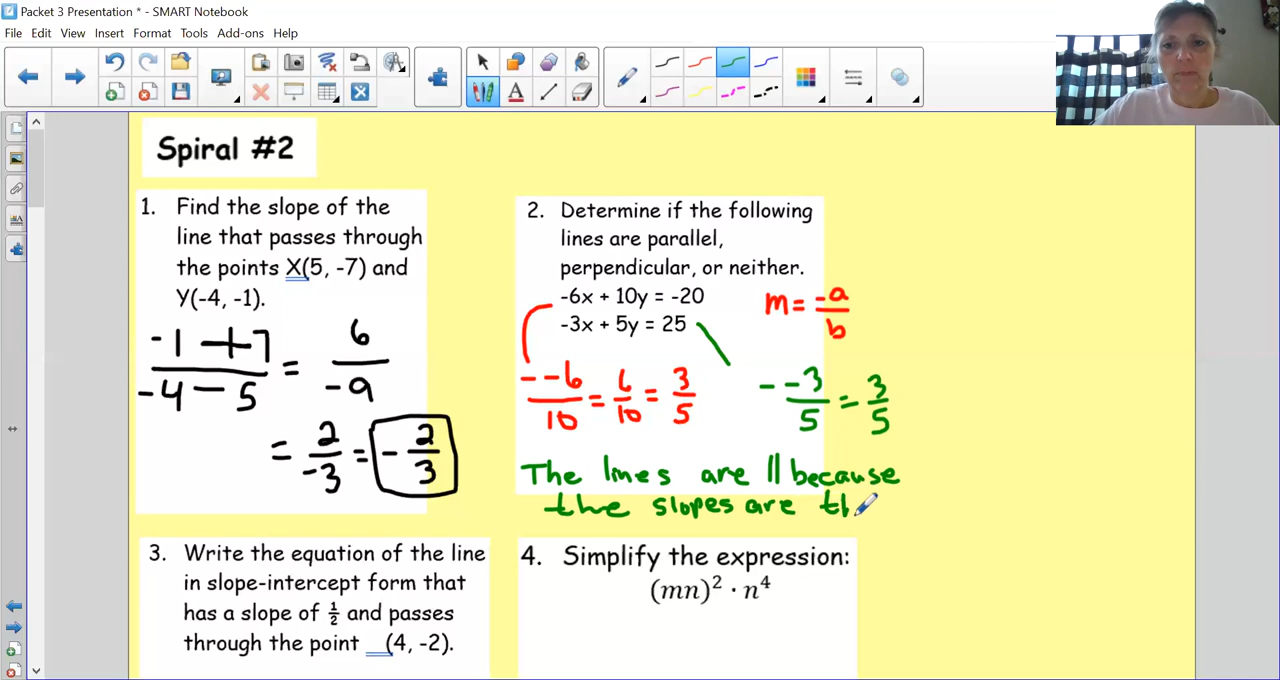 Packet 3 Presentation * - SMART Notebook
File Edit View Insert Format Tools Add-ons Help
Spiral #2
1. Find the slope of the
line that passes through
the points X(5, -7) and
Y(-4, -1).
-1 + 7
-4 - 5
=
6
-9
= 2/-3 = -2/3
2. Determine if the following
lines are parallel,
perpendicular, or neither.
-6x + 10y = -20
-3x + 5y = 25
m = -a/b
--6/10 = 6/10 = 3/5
--3/5 = 3/5
The lines are || because
the slopes are th
3. Write the equation of the line
in slope-intercept form that
has a slope of ½ and passes
through the point __(4, -2).
4. Simplify the expression:
(mn)² · n⁴